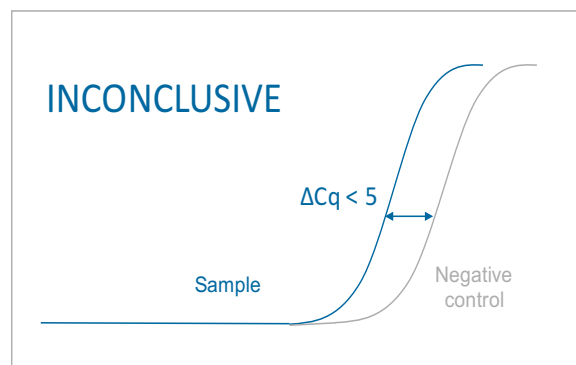 INCONCLUSIVE
ΔCq < 5
Sample
Negative
control